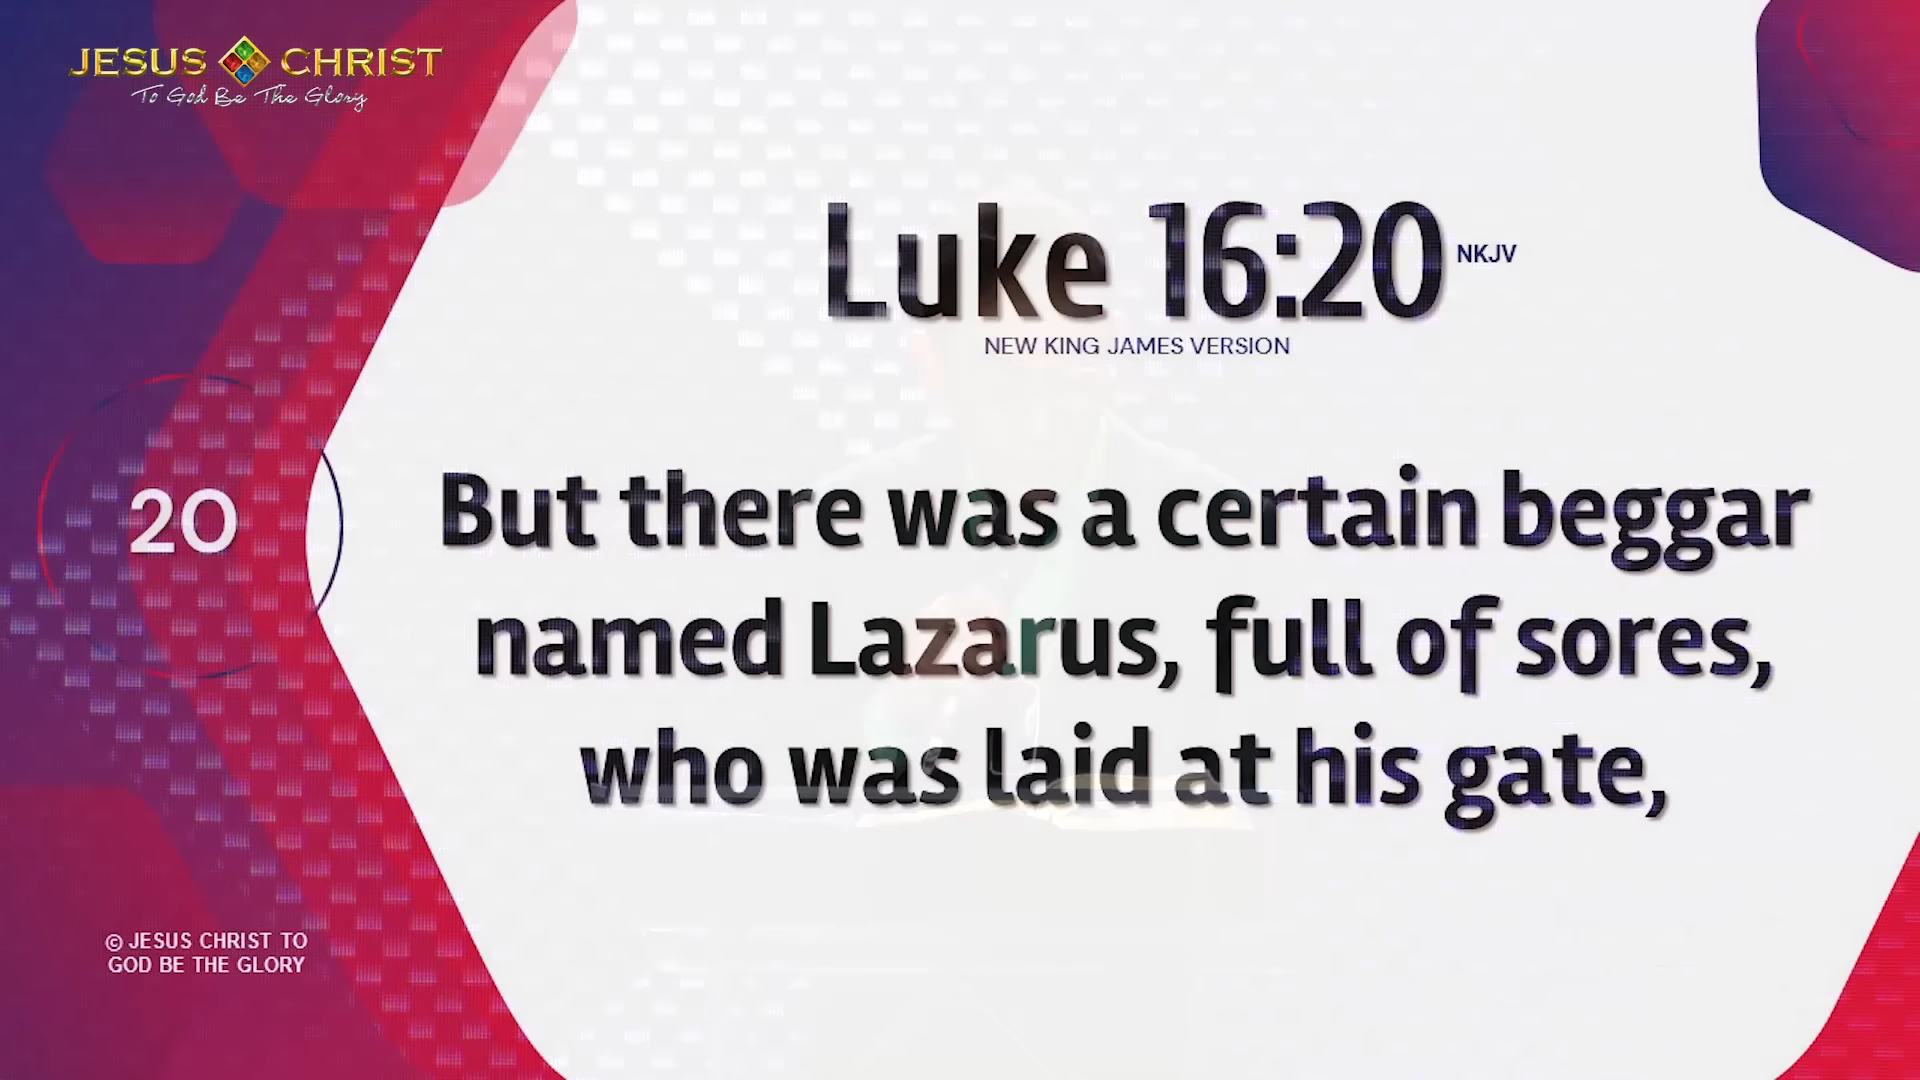 JESUS CHRIST
To God Be The Glory
Luke 16:20 NKJV
NEW KING JAMES VERSION
20
But there was a certain beggar
named Lazarus, full of sores,
who was laid at his gate,
© JESUS CHRIST TO
GOD BE THE GLORY